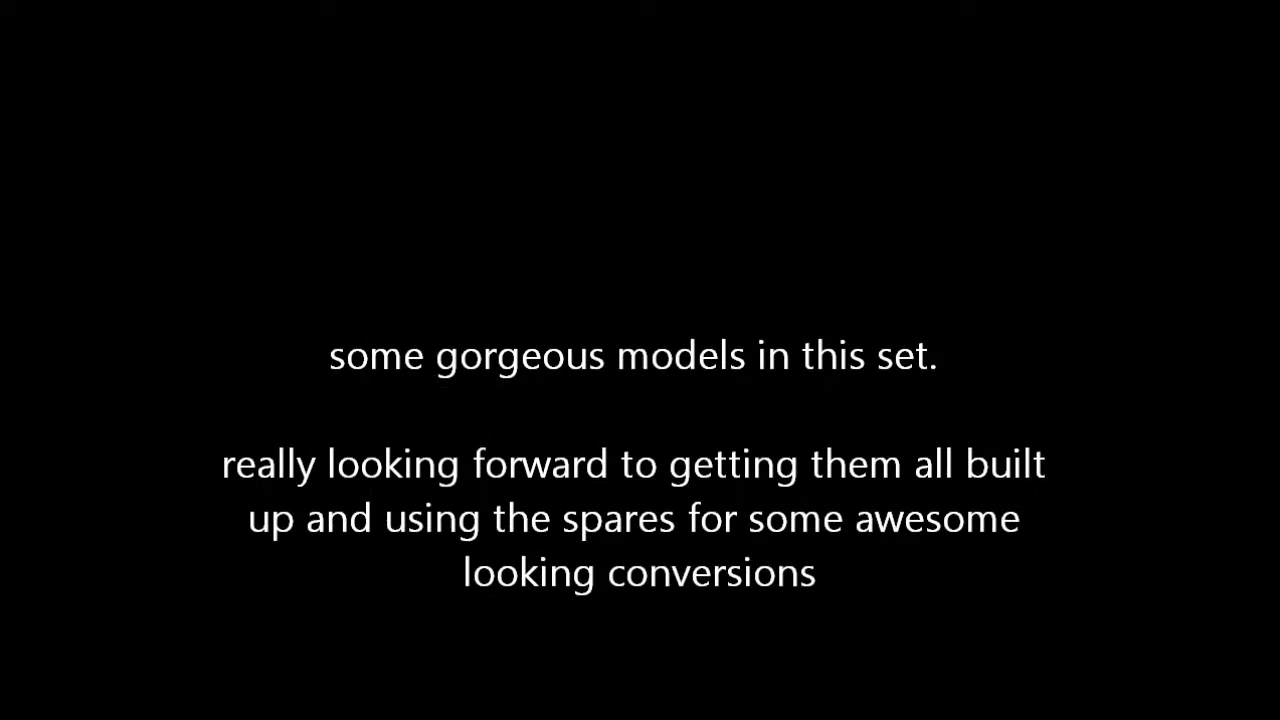 some gorgeous models in this set.
really looking forward to getting them all built
up and using the spares for some awesome
looking conversions